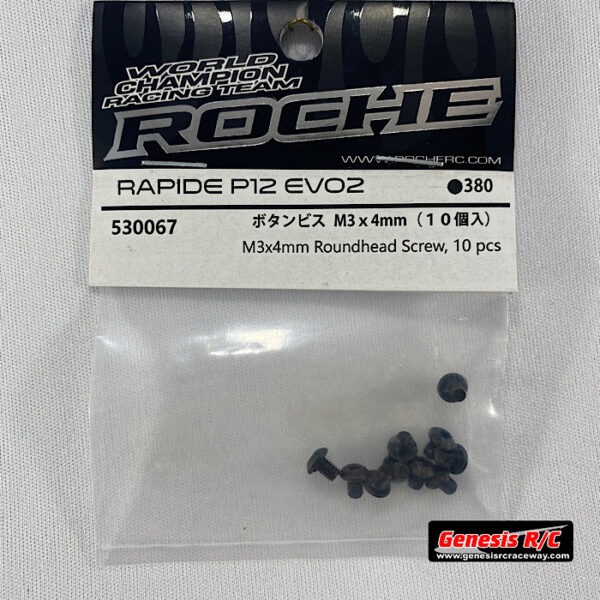 WORLD
CHAMPION
RACING TEAM
ROCHE
WWW.ROCHERC.COM
RAPIDE P12 EVO2 ●380
530067 ボタンビス M3 x 4mm（１０個入）
M3x4mm Roundhead Screw, 10 pcs
Genesis R/C
www.genesisrcraceway.com